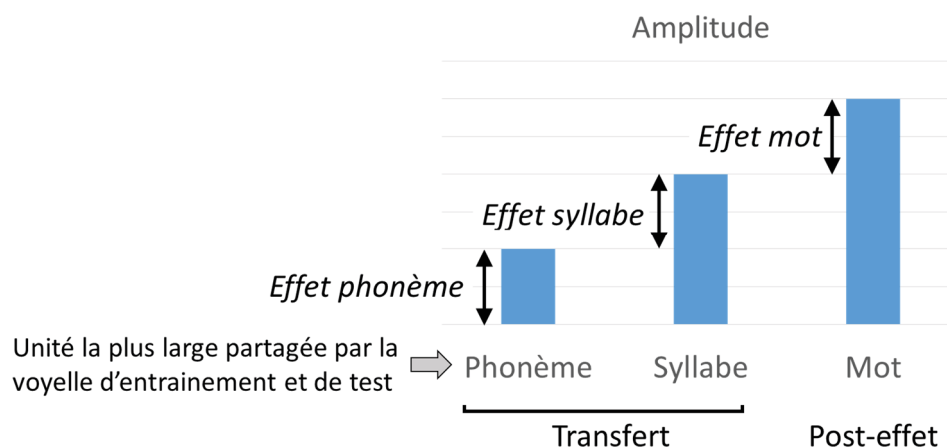 Amplitude
Effet mot
Effet syllabe
Effet phonème
Unité la plus large partagée par la
voyelle d’entrainement et de test
Phonème Syllabe Mot
Transfert Post-effet